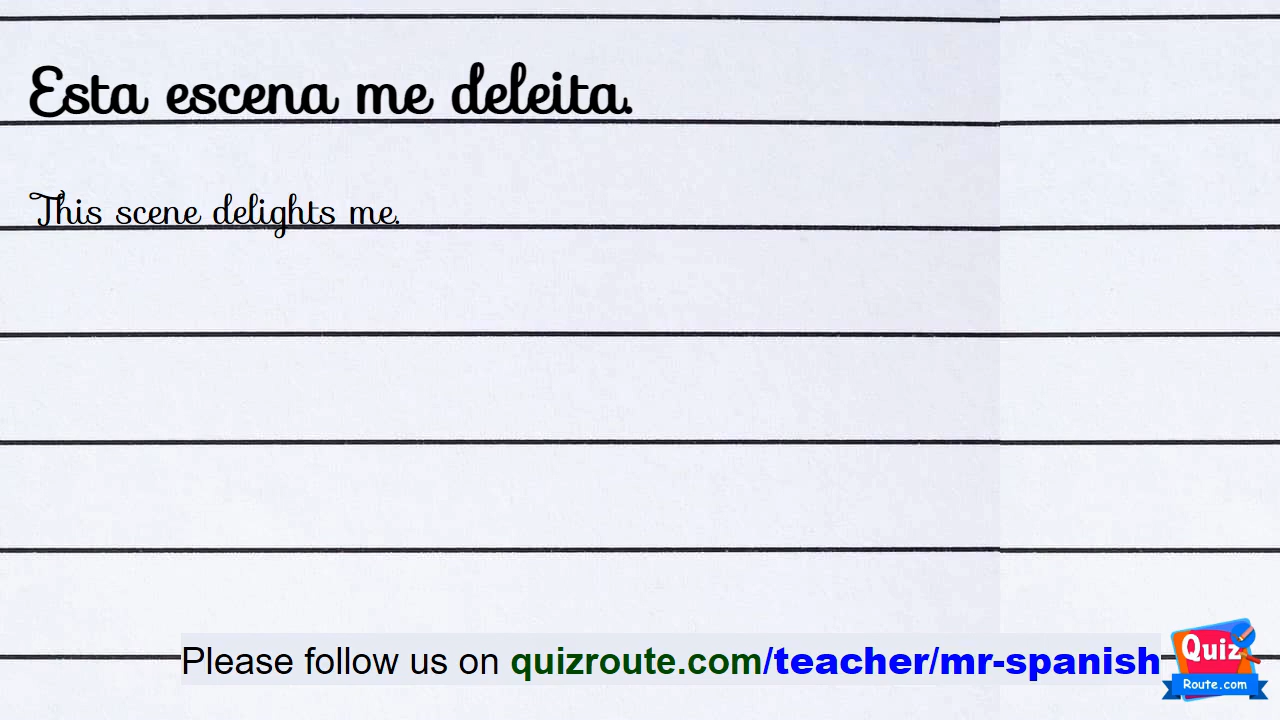 Esta escena me deleita.
This scene delights me.
Please follow us on quizroute.com/teacher/mr-spanish
Quiz
Route.com